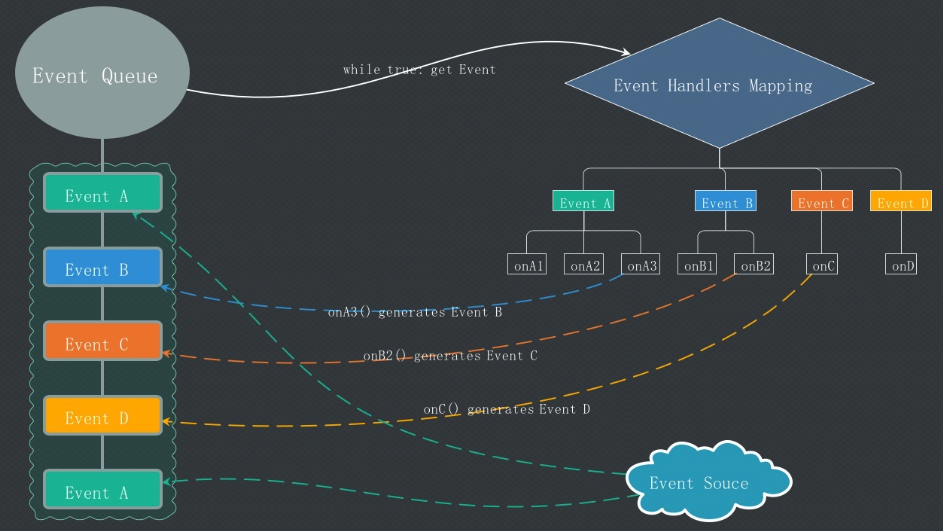 Event Queue
while true: get Event
Event Handlers Mapping
Event A
Event A
Event B
Event C
Event D
onA1
onA2
onA3
onB1
onB2
onC
onD
Event B
onA3() generates Event B
Event C
onB2() generates Event C
Event D
onC() generates Event D
Event A
Event Souce